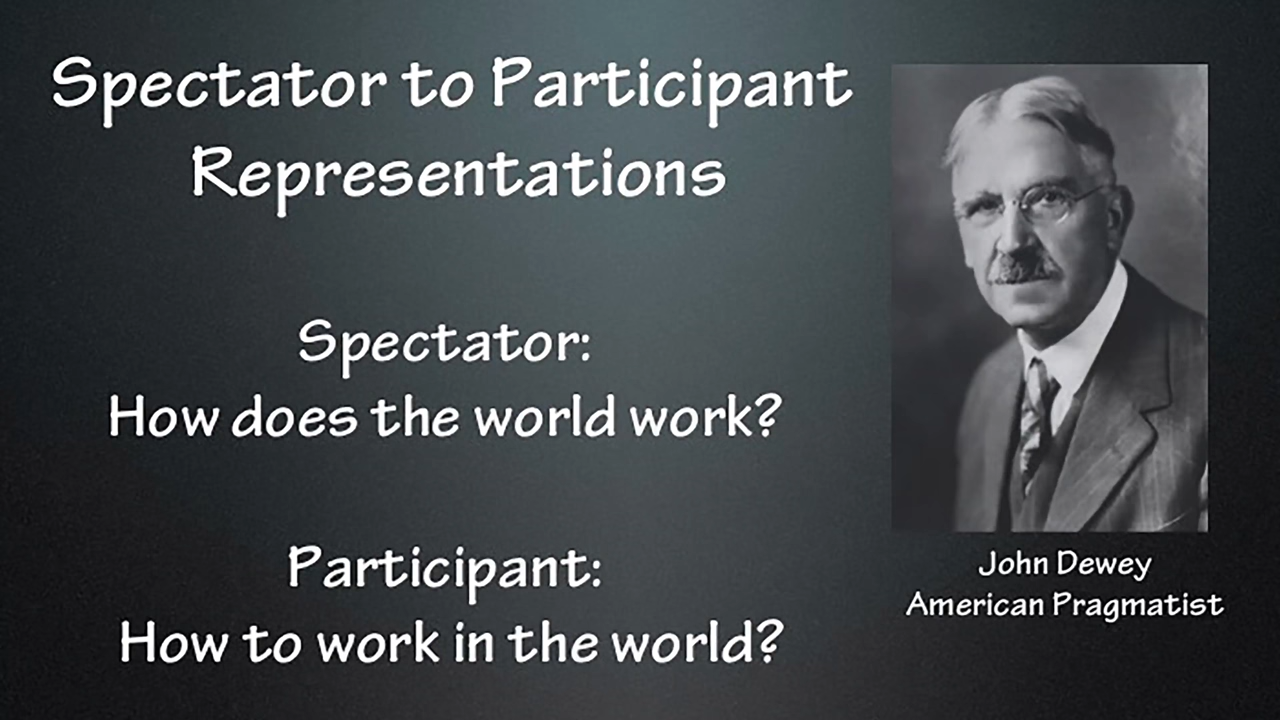 Spectator to Participant
Representations
Spectator:
How does the world work?
Participant:
How to work in the world?
John Dewey
American Pragmatist